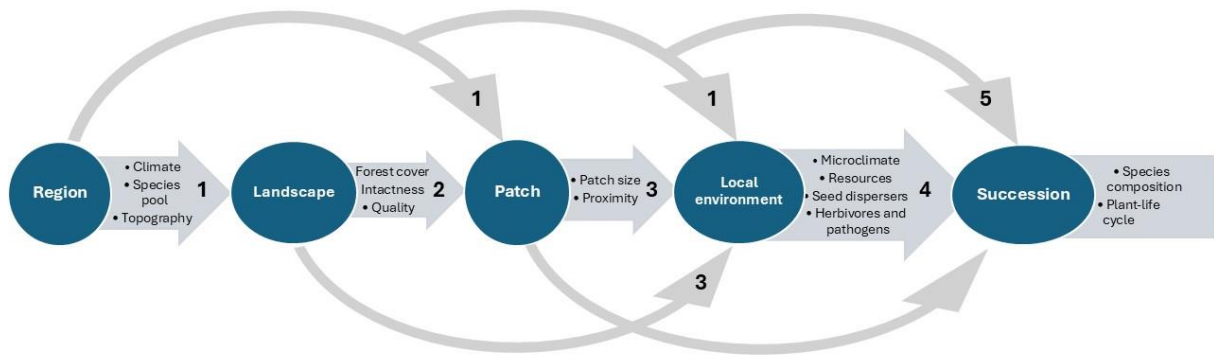 1
1
5
Region
• Climate
• Species
pool
• Topography
1
Landscape
Forest cover
Intactness
• Quality
2
Patch
• Patch size
• Proximity
3
Local
environment
• Microclimate
• Resources
• Seed dispersers
• Herbivores and
pathogens
4
Succession
• Species
composition
• Plant-life
cycle
3